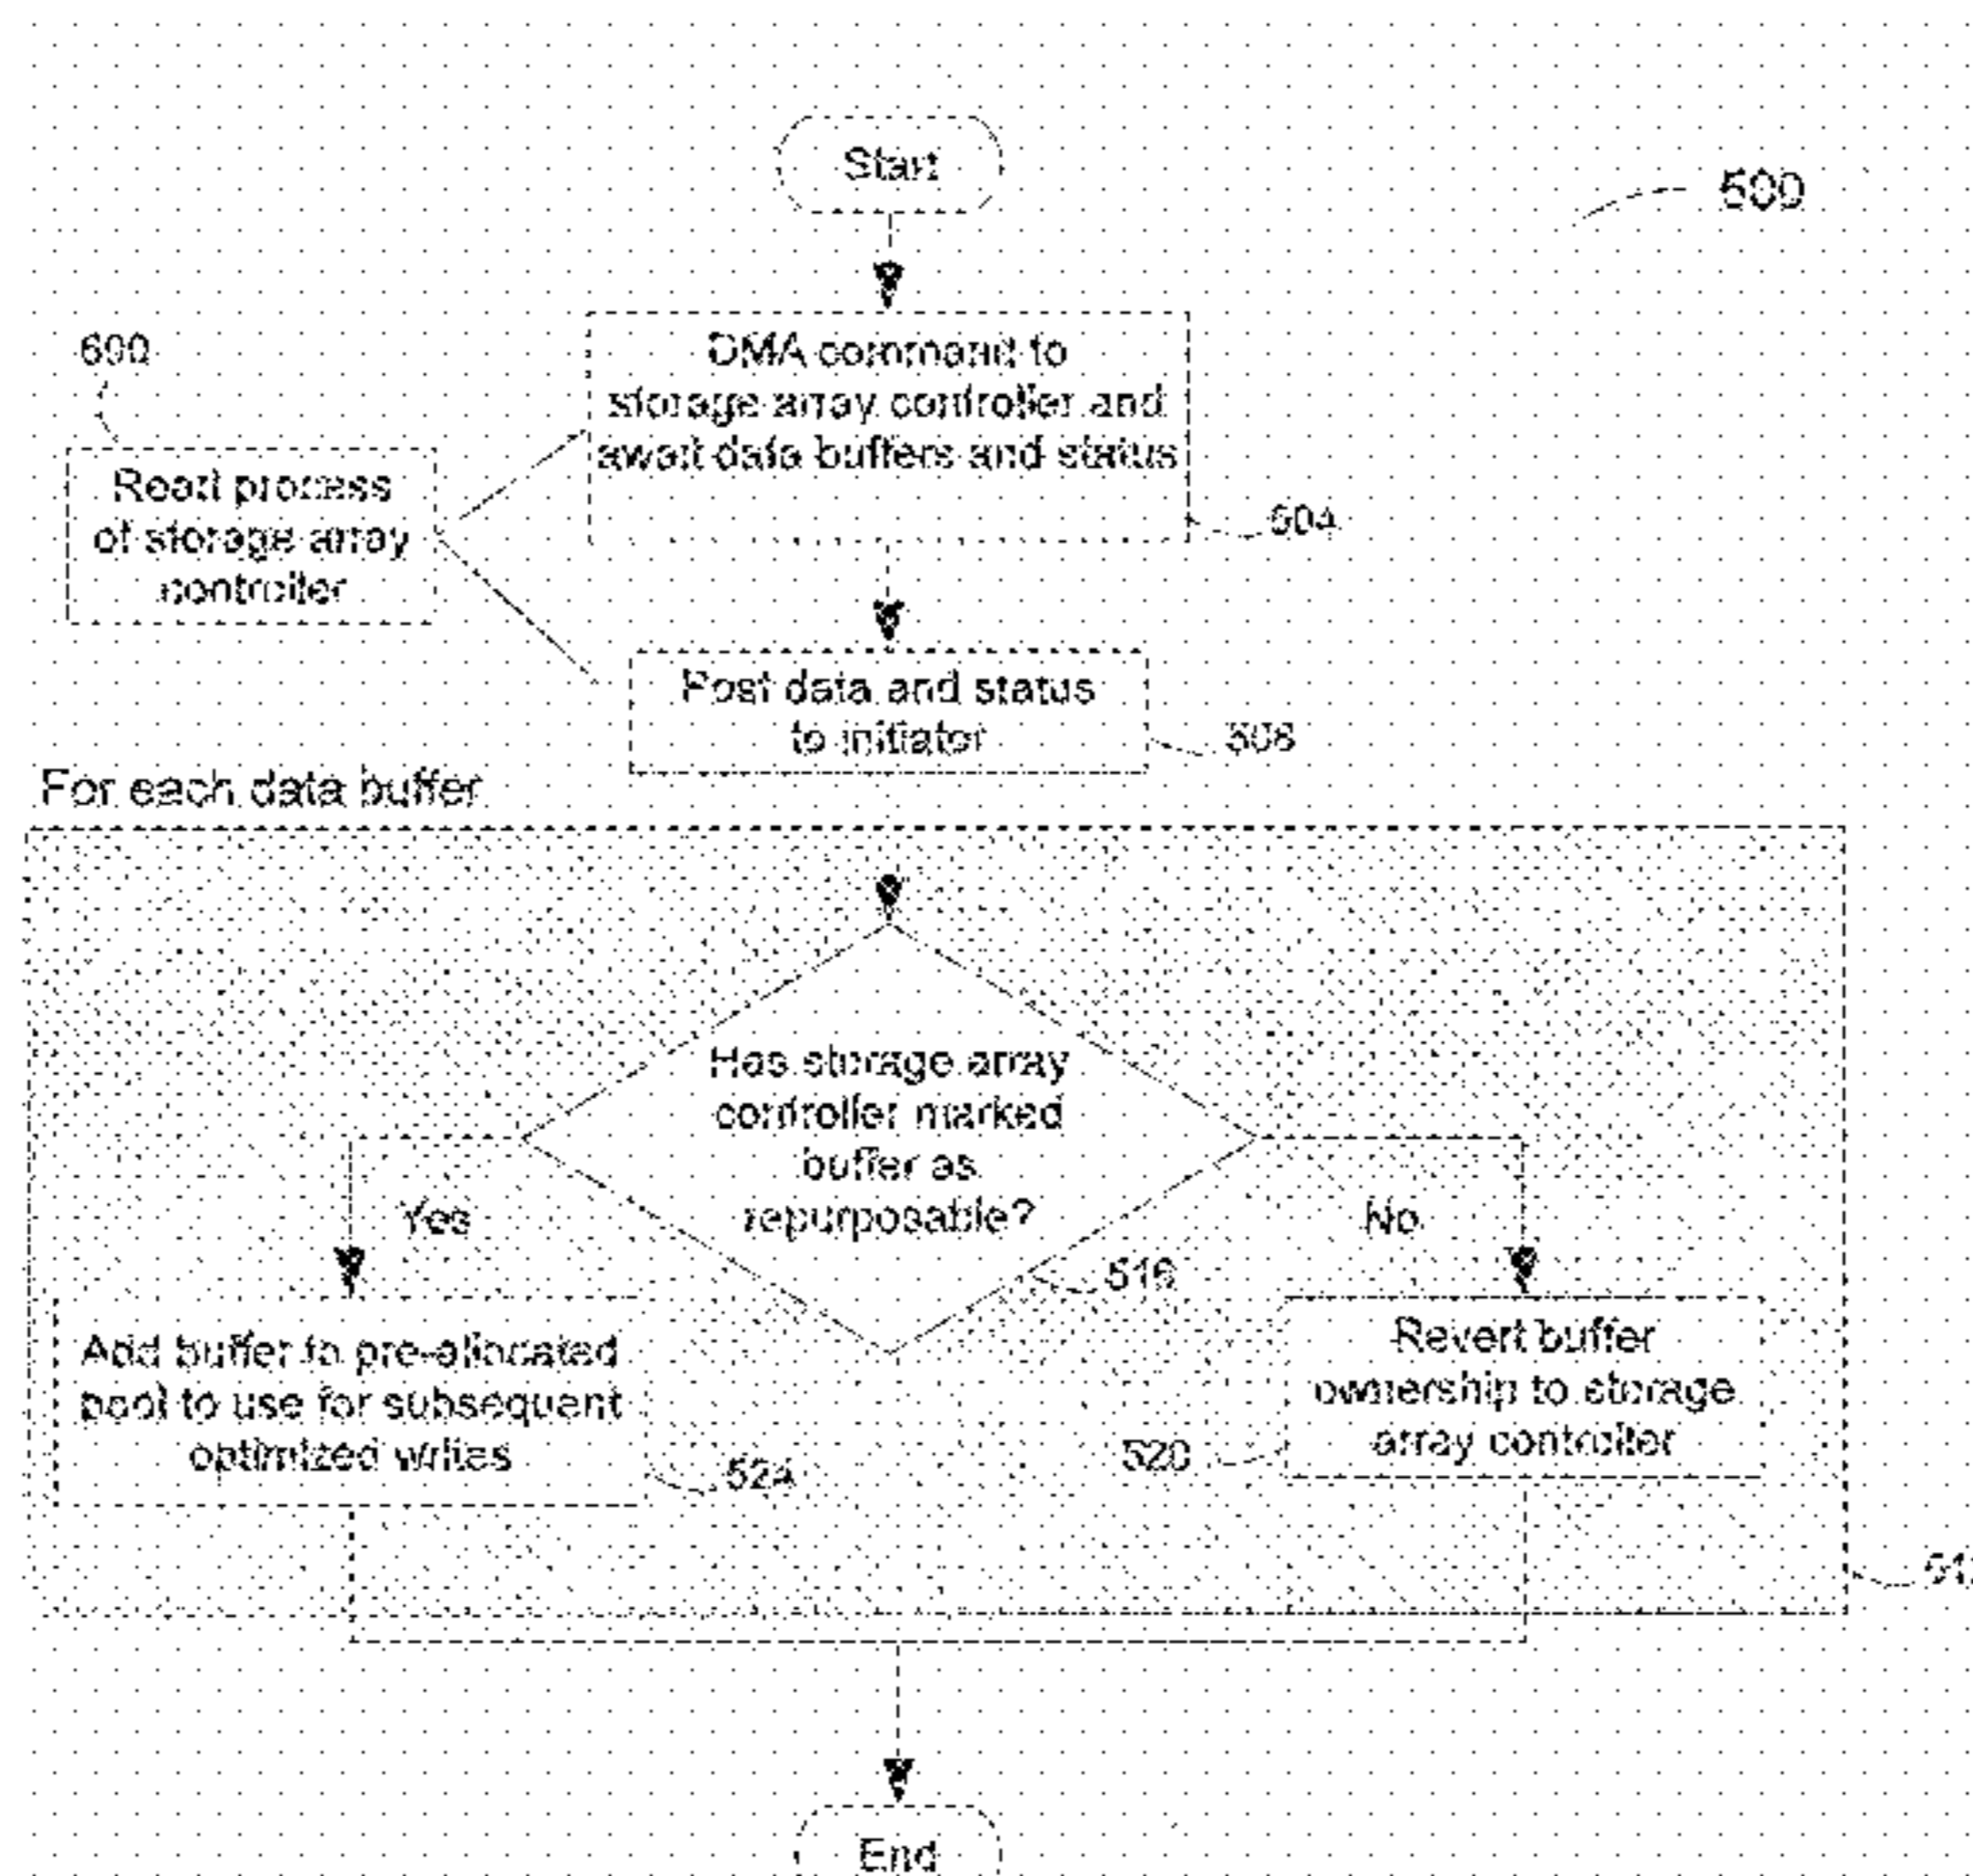 Start
500
600
DMA command to
storage array controller and
await data buffers and status
504
Read process
of storage array
controller
Post data and status
to initiator
508
For each data buffer
Has storage array
controller marked
buffer as
repurposable?
Yes
No
516
Add buffer to pre-allocated
pool to use for subsequent
optimized writes
524
Revert buffer
ownership to storage
array controller
520
End